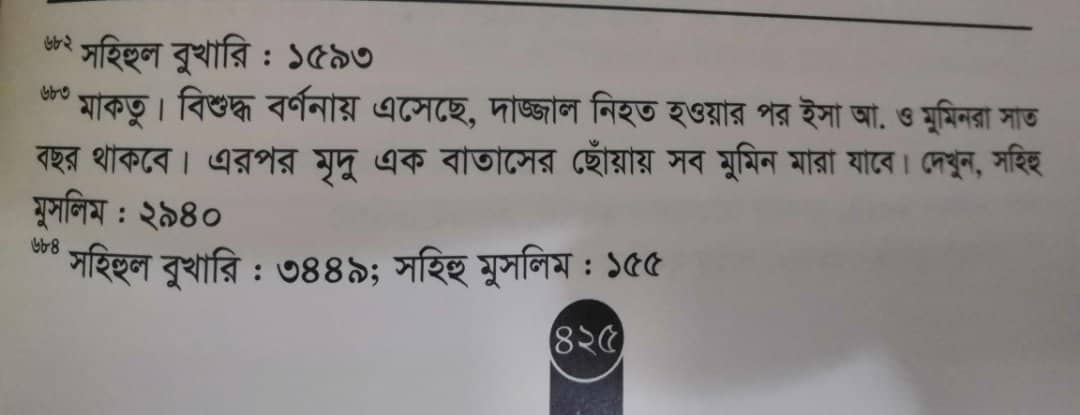 ৬৮২ সহিহুল বুখারি : ১৫৯৩
৬৮৩ মাকতু। বিশুদ্ধ বর্ণনায় এসেছে, দাজ্জাল নিহত হওয়ার পর ইসা আ. ও মুমিনরা সাত
বছর থাকবে। এরপর মৃদু এক বাতাসের ছোঁয়ায় সব মুমিন মারা যাবে। দেখুন, সহিহ
মুসলিম : ২৯৪০
৬৮৪ সহিহুল বুখারি : ৩৪৪৯; সহিহ মুসলিম : ১৫৫
৪২৫